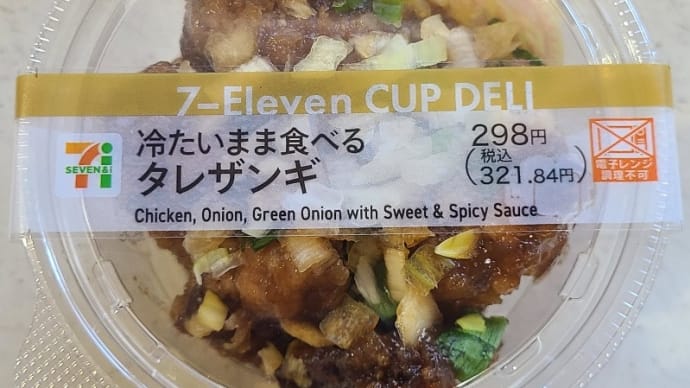 7-Eleven CUP DELI
7
SEVEN&i
冷たいまま食べる
タレザンギ
298円
(税込
321.84円)
電子レンジ
調理不可
Chicken, Onion, Green Onion with Sweet & Spicy Sauce